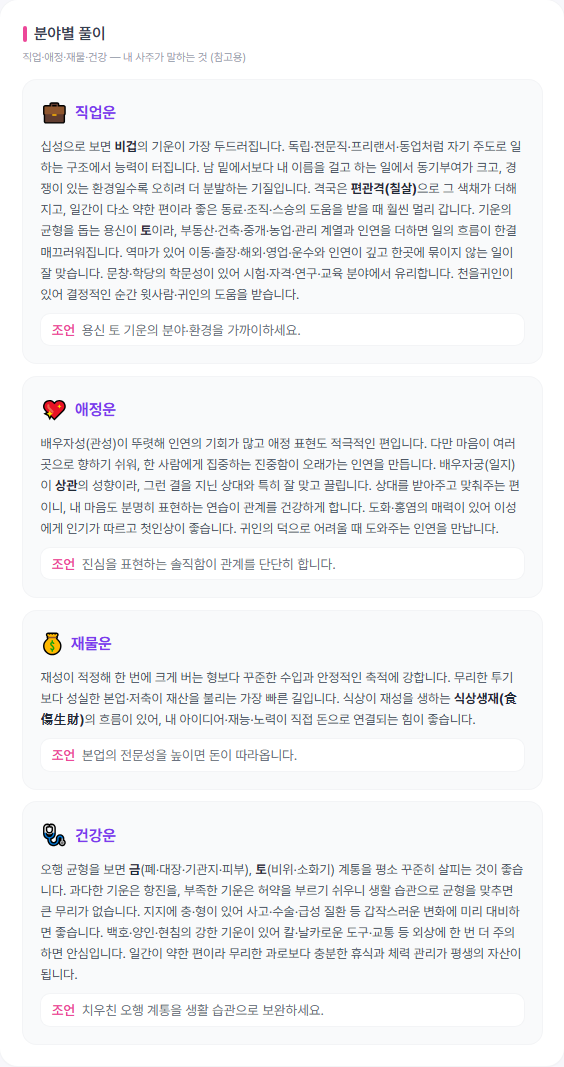 분야별 풀이
직업·애정·재물·건강 — 내 사주가 말하는 것 (참고용)
직업운
십성으로 보면 비겁의 기운이 가장 두드러집니다. 독립·전문직·프리랜서·동업처럼 자기 주도로 일
하는 구조에서 능력이 터집니다. 남 밑에서보다 내 이름을 걸고 하는 일에서 동기부여가 크고, 경
쟁이 있는 환경일수록 오히려 더 분발하는 기질입니다. 격국은 편관격(칠살)으로 그 색채가 더해
지고, 일간이 다소 약한 편이라 좋은 동료·조직·스승의 도움을 받을 때 훨씬 멀리 갑니다. 기운의
균형을 돕는 용신이 토이라, 부동산·건축·중개·농업·관리 계열과 인연을 더하면 일의 흐름이 한결
매끄러워집니다. 역마가 있어 이동·출장·해외·영업·운수와 인연이 깊고 한곳에 묶이지 않는 일이
잘 맞습니다. 문창·학당의 학문성이 있어 시험·자격·연구·교육 분야에서 유리합니다. 천을귀인이
있어 결정적인 순간 윗사람·귀인의 도움을 받습니다.
조언 용신 토 기운의 분야·환경을 가까이하세요.
애정운
배우자성(관성)이 뚜렷해 인연의 기회가 많고 애정 표현도 적극적인 편입니다. 다만 마음이 여러
곳으로 향하기 쉬워, 한 사람에게 집중하는 진중함이 오래가는 인연을 만듭니다. 배우자궁(일지)
이 상관의 성향이라, 그런 결을 지닌 상대와 특히 잘 맞고 끌립니다. 상대를 받아주고 맞춰주는 편
이니, 내 마음도 분명히 표현하는 연습이 관계를 건강하게 합니다. 도화·홍염의 매력이 있어 이성
에게 인기가 따르고 첫인상이 좋습니다. 귀인의 덕으로 어려울 때 도와주는 인연을 만납니다.
조언 진심을 표현하는 솔직함이 관계를 단단히 합니다.
재물운
재성이 적정해 한 번에 크게 버는 형보다 꾸준한 수입과 안정적인 축적에 강합니다. 무리한 투기
보다 성실한 본업·저축이 재산을 불리는 가장 빠른 길입니다. 식상이 재성을 생하는 식상생재(食
傷生財)의 흐름이 있어, 내 아이디어·재능·노력이 직접 돈으로 연결되는 힘이 좋습니다.
조언 본업의 전문성을 높이면 돈이 따라옵니다.
건강운
오행 균형을 보면 금(폐·대장·기관지·피부), 토(비위·소화기) 계통을 평소 꾸준히 살피는 것이 좋습
니다. 과다한 기운은 항진을, 부족한 기운은 허약을 부르기 쉬우니 생활 습관으로 균형을 맞추면
큰 무리가 없습니다. 지지에 충·형이 있어 사고·수술·급성 질환 등 갑작스러운 변화에 미리 대비하
면 좋습니다. 백호·양인·현침의 강한 기운이 있어 칼·날카로운 도구·교통 등 외상에 한 번 더 주의
하면 안심입니다. 일간이 약한 편이라 무리한 과로보다 충분한 휴식과 체력 관리가 평생의 자산이
됩니다.
조언 치우친 오행 계통을 생활 습관으로 보완하세요.